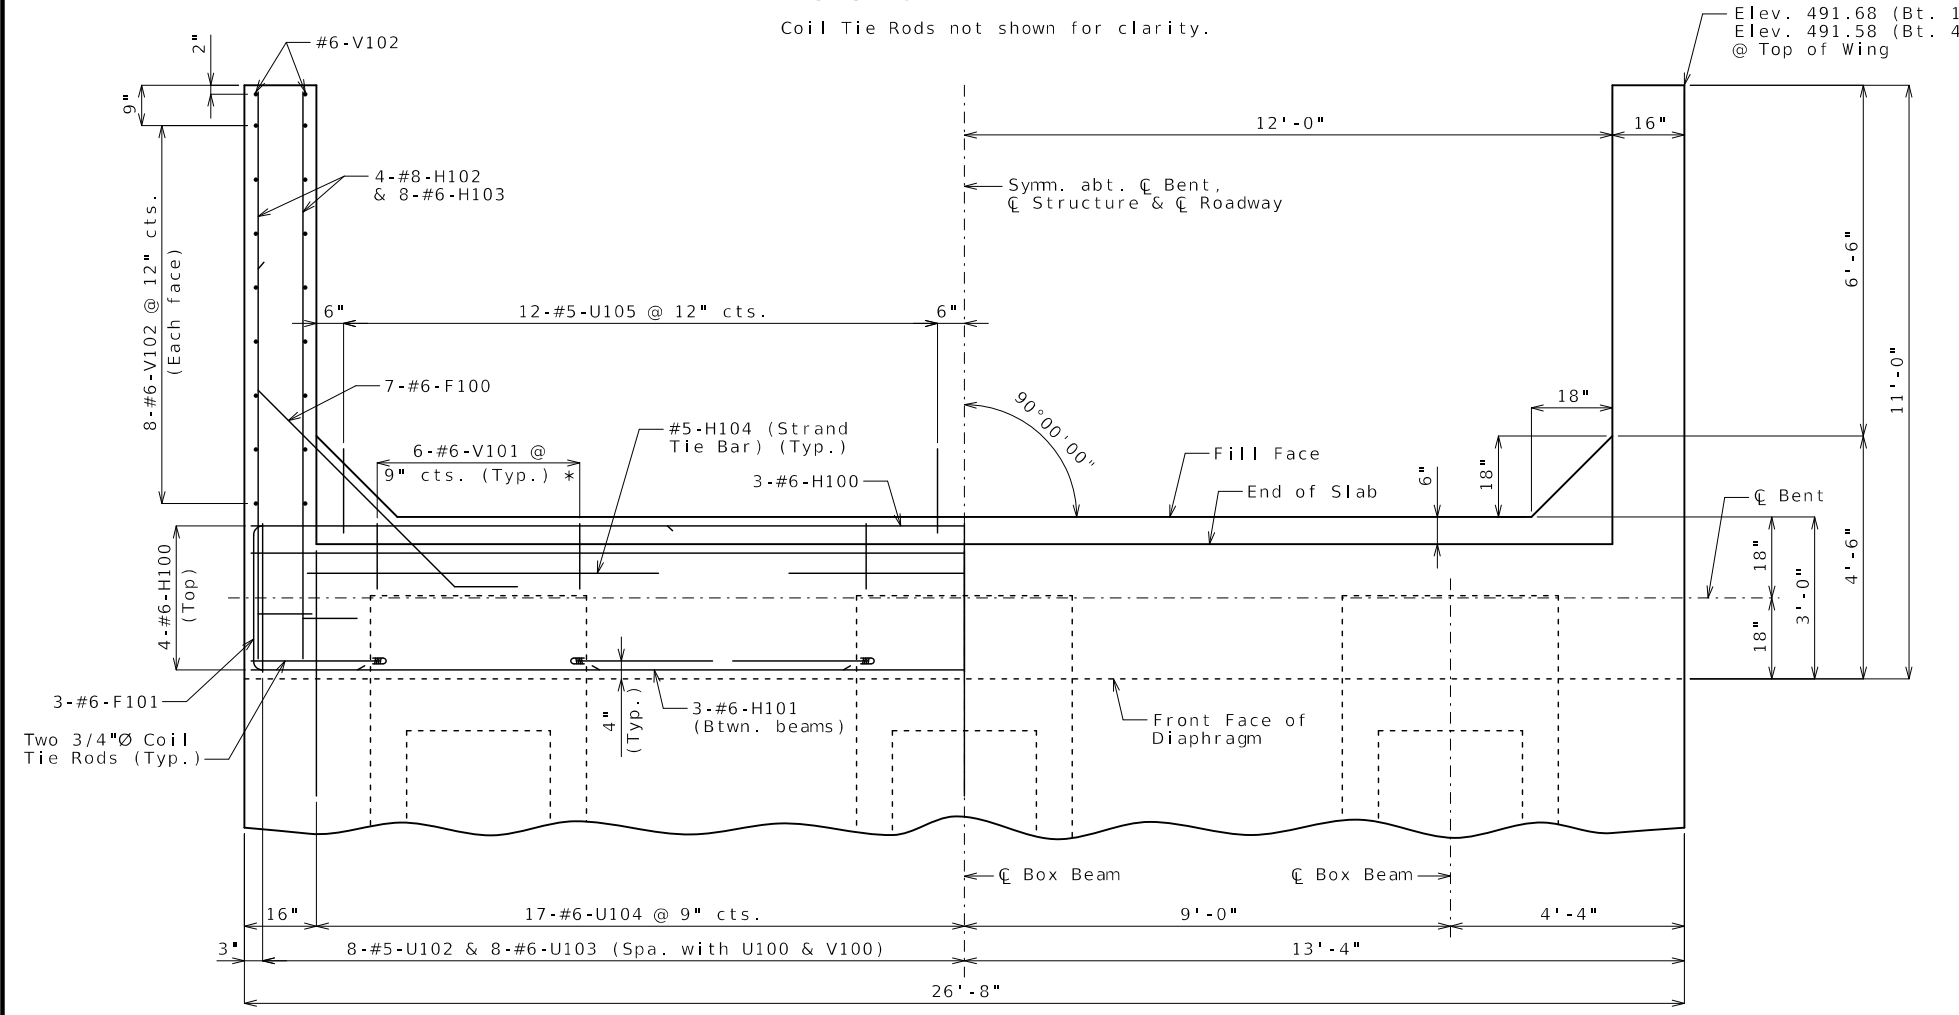 Coil Tie Rods not shown for clarity.
Elev. 491.68 (Bt. 1
Elev. 491.58 (Bt. 4
@ Top of Wing
2"
#6-V102
9"
12'-0"
16"
4-#8-H102
& 8-#6-H103
Symm. abt. ℄ Bent,
℄ Structure & ℄ Roadway
8-#6-V102 @ 12" cts.
(Each face)
6'-6"
11'-0"
6"
12-#5-U105 @ 12" cts.
6"
7-#6-F100
90°00'00"
18"
#5-H104 (Strand
Tie Bar) (Typ.)
6-#6-V101 @
9" cts. (Typ.) *
3-#6-H100
Fill Face
End of Slab
6"
18"
℄ Bent
4-#6-H100
(Top)
18"
18"
3'-0"
4'-6"
3-#6-F101
Two 3/4"Ø Coil
Tie Rods (Typ.)
4"
(Typ.)
3-#6-H101
(Btwn. beams)
Front Face of
Diaphragm
℄ Box Beam
℄ Box Beam
16"
17-#6-U104 @ 9" cts.
9'-0"
4'-4"
3"
8-#5-U102 & 8-#6-U103 (Spa. with U100 & V100)
13'-4"
26'-8"